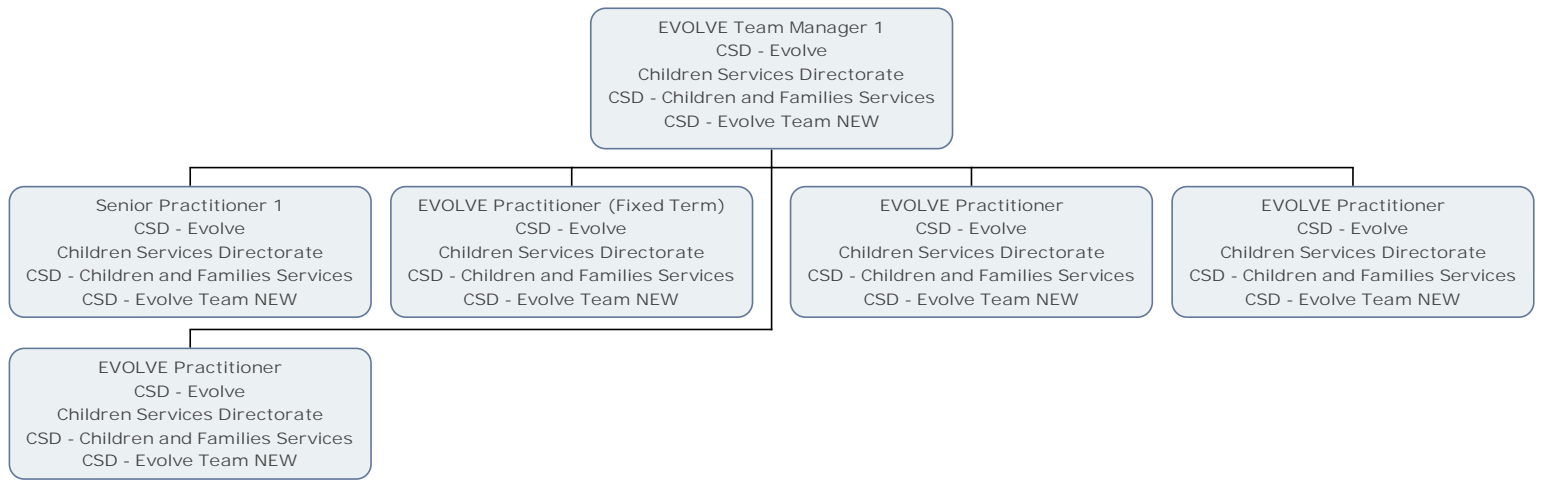 EVOLVE Team Manager 1
CSD - Evolve
Children Services Directorate
CSD - Children and Families Services
CSD - Evolve Team NEW
Senior Practitioner 1
CSD - Evolve
Children Services Directorate
CSD - Children and Families Services
CSD - Evolve Team NEW
EVOLVE Practitioner (Fixed Term)
CSD - Evolve
Children Services Directorate
CSD - Children and Families Services
CSD - Evolve Team NEW
EVOLVE Practitioner
CSD - Evolve
Children Services Directorate
CSD - Children and Families Services
CSD - Evolve Team NEW
EVOLVE Practitioner
CSD - Evolve
Children Services Directorate
CSD - Children and Families Services
CSD - Evolve Team NEW
EVOLVE Practitioner
CSD - Evolve
Children Services Directorate
CSD - Children and Families Services
CSD - Evolve Team NEW